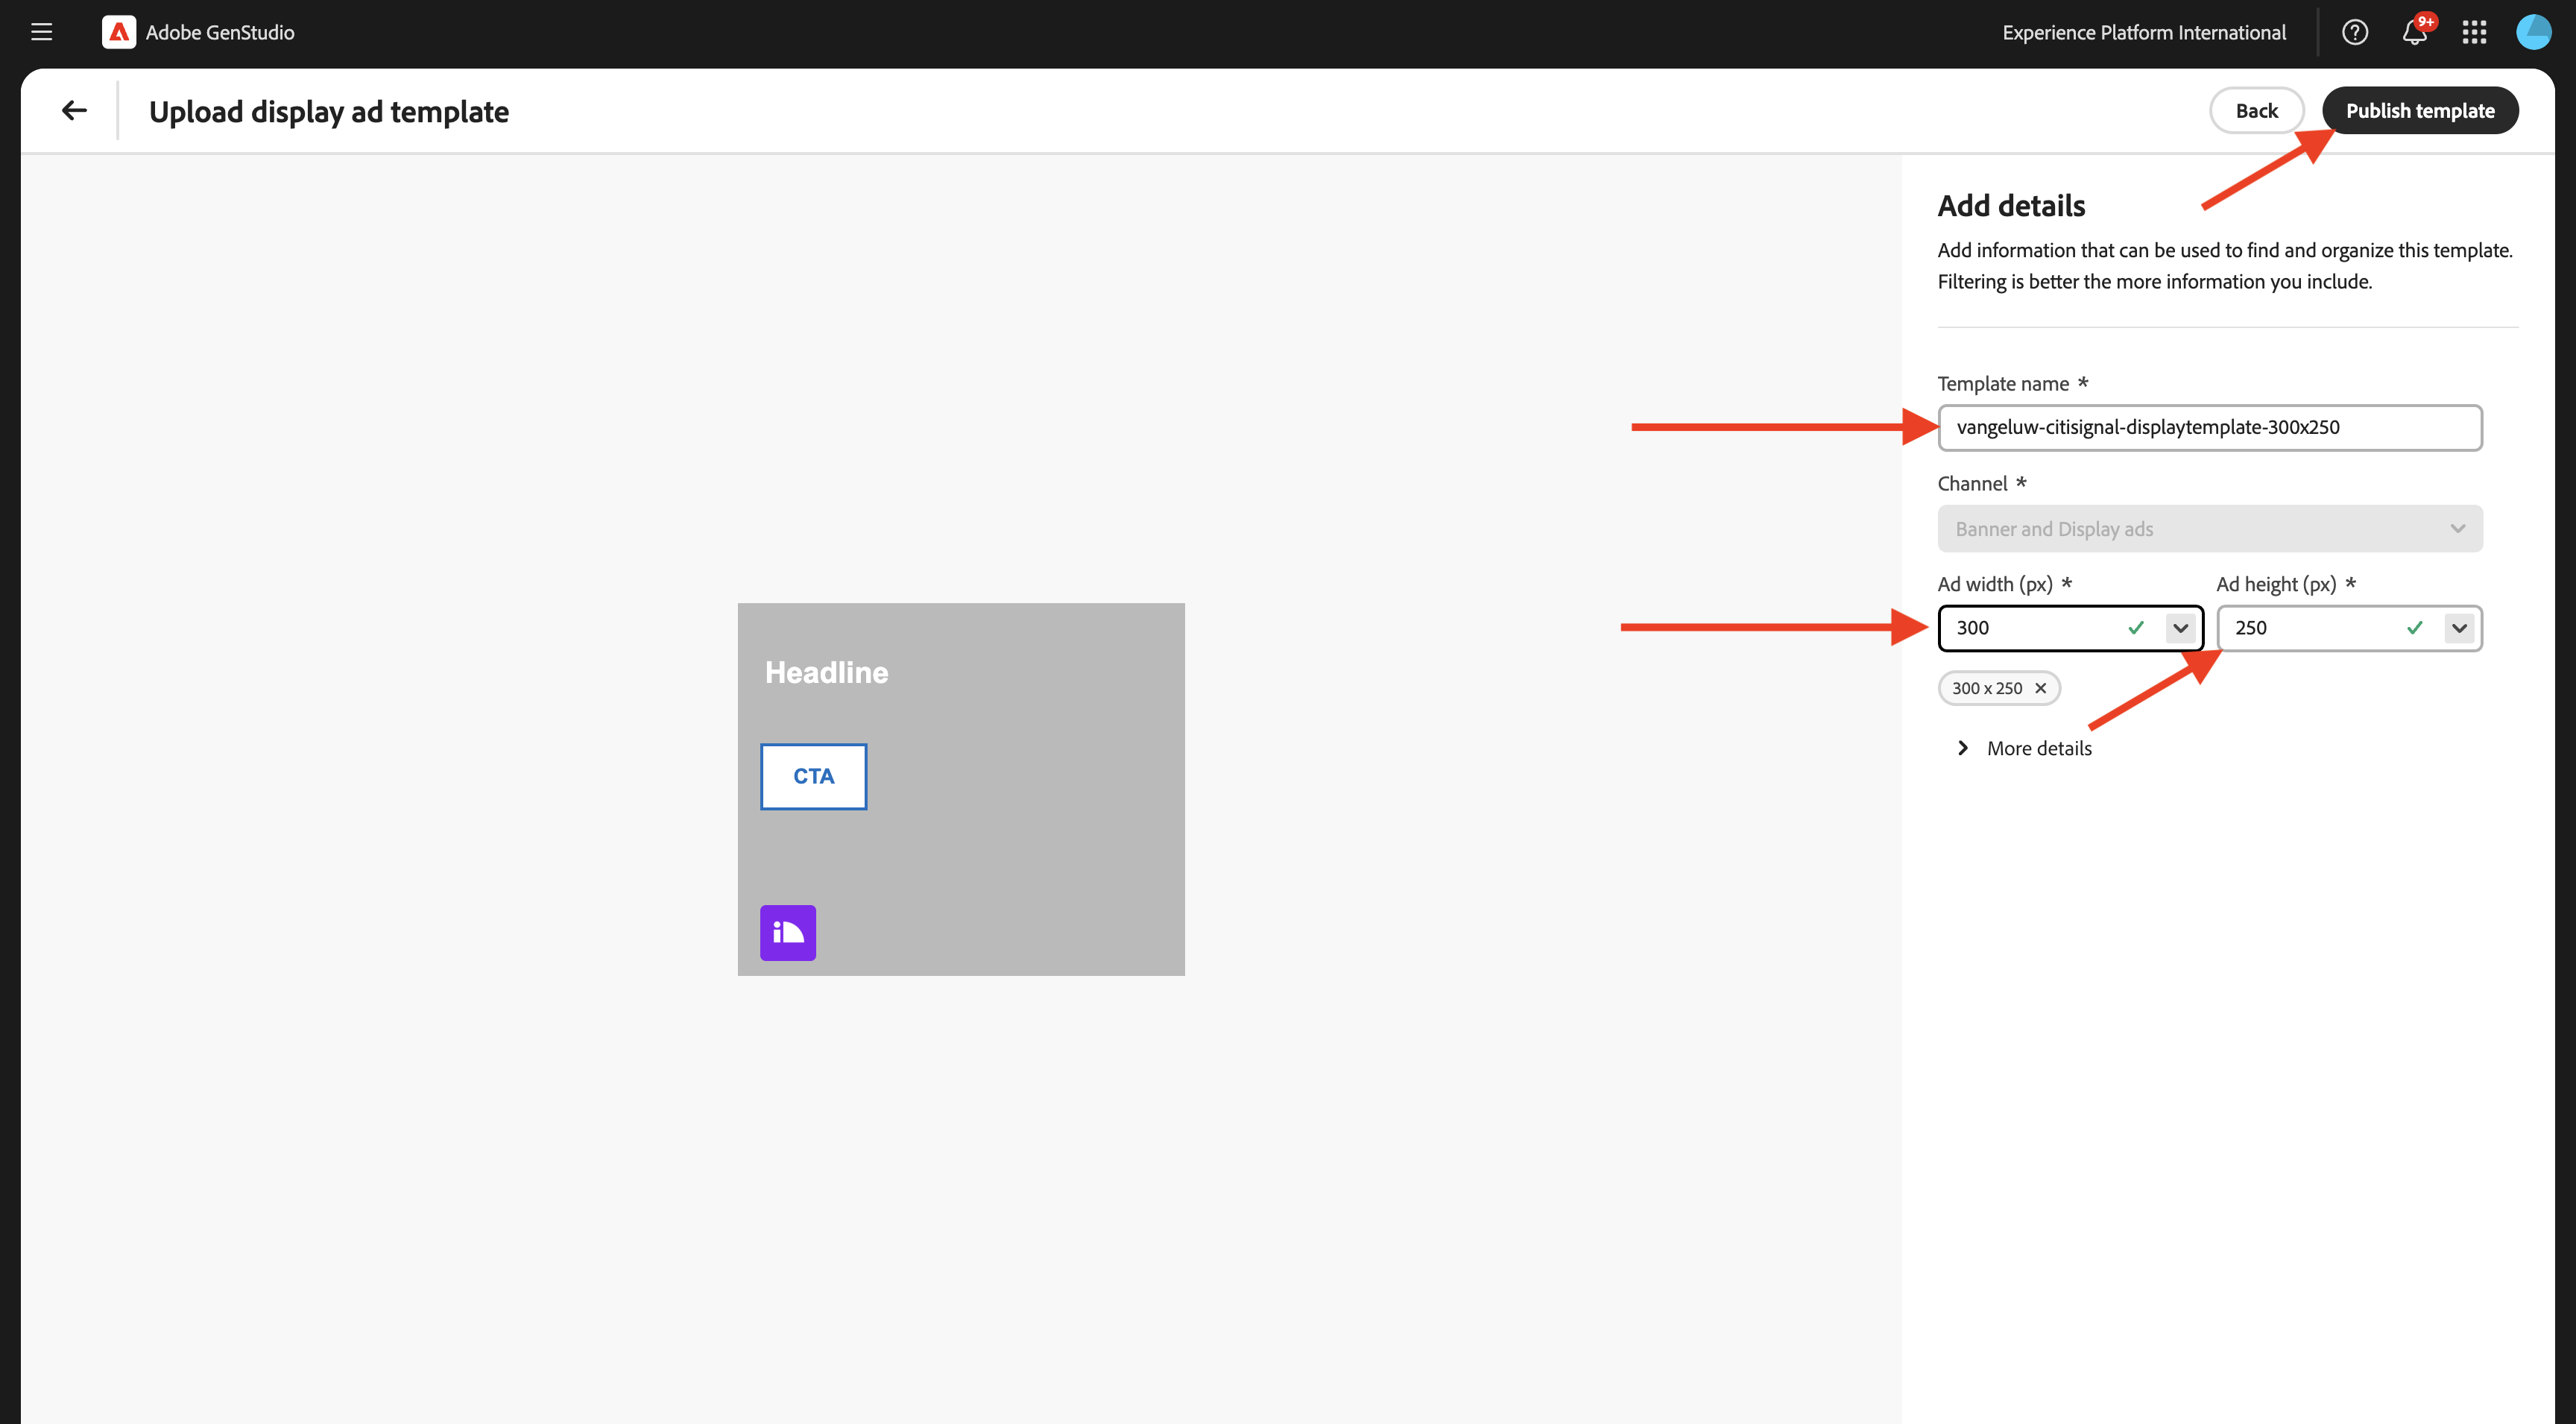 Adobe GenStudio
Experience Platform International
9+
Upload display ad template
Back
Publish template
Add details
Add information that can be used to find and organize this template.
Filtering is better the more information you include.
Template name *
vangeluw-citisignal-displaytemplate-300x250
Channel *
Banner and Display ads
Ad width (px) *
Ad height (px) *
300
250
300 x 250
More details
Headline
CTA